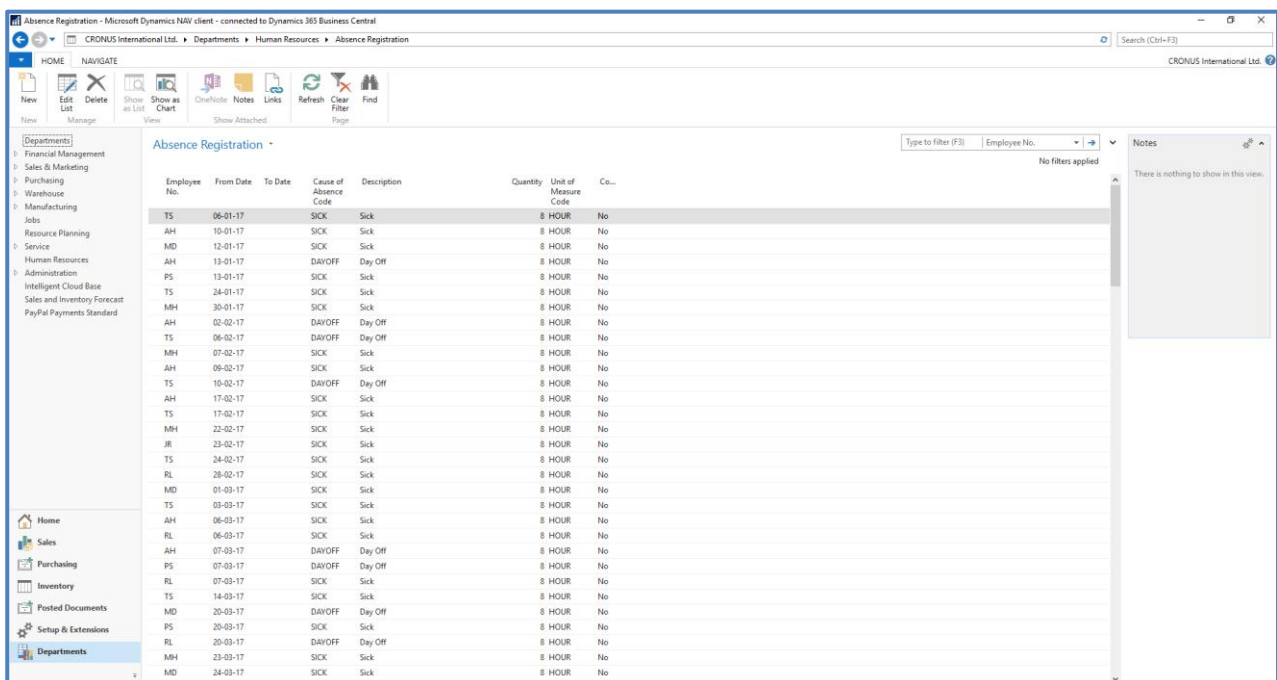 Absence Registration - Microsoft Dynamics NAV client - connected to Dynamics 365 Business Central
CRONUS International Ltd. Departments Human Resources Absence Registration Search (Ctrl+F3)
HOME NAVIGATE CRONUS International Ltd.
New Edit List Delete Show as List Show as Chart OneNote Notes Links Refresh Clear Filter Find
New Manage View Show Attached Page
Departments
Financial Management
Sales & Marketing
Purchasing
Warehouse
Manufacturing
Jobs
Resource Planning
Service
Human Resources
Administration
Intelligent Cloud Base
Sales and Inventory Forecast
PayPal Payments Standard
Home
Sales
Purchasing
Inventory
Posted Documents
Setup & Extensions
Departments
Absence Registration Type to filter (F3) Employee No.
No filters applied
Employee No. From Date To Date Cause of Absence Code Description Quantity Unit of Measure Code Co...
TS 06-01-17 SICK Sick 8 HOUR No
AH 10-01-17 SICK Sick 8 HOUR No
MD 12-01-17 SICK Sick 8 HOUR No
AH 13-01-17 DAYOFF Day Off 8 HOUR No
PS 13-01-17 SICK Sick 8 HOUR No
TS 24-01-17 SICK Sick 8 HOUR No
MH 30-01-17 SICK Sick 8 HOUR No
AH 02-02-17 DAYOFF Day Off 8 HOUR No
TS 06-02-17 DAYOFF Day Off 8 HOUR No
MH 07-02-17 SICK Sick 8 HOUR No
AH 09-02-17 SICK Sick 8 HOUR No
TS 10-02-17 DAYOFF Day Off 8 HOUR No
AH 17-02-17 SICK Sick 8 HOUR No
TS 17-02-17 SICK Sick 8 HOUR No
MH 22-02-17 SICK Sick 8 HOUR No
JR 23-02-17 SICK Sick 8 HOUR No
TS 24-02-17 SICK Sick 8 HOUR No
RL 28-02-17 SICK Sick 8 HOUR No
MD 01-03-17 SICK Sick 8 HOUR No
TS 03-03-17 SICK Sick 8 HOUR No
AH 06-03-17 SICK Sick 8 HOUR No
RL 06-03-17 SICK Sick 8 HOUR No
AH 07-03-17 DAYOFF Day Off 8 HOUR No
PS 07-03-17 DAYOFF Day Off 8 HOUR No
RL 07-03-17 SICK Sick 8 HOUR No
TS 14-03-17 SICK Sick 8 HOUR No
MD 20-03-17 DAYOFF Day Off 8 HOUR No
PS 20-03-17 SICK Sick 8 HOUR No
RL 20-03-17 DAYOFF Day Off 8 HOUR No
MH 23-03-17 SICK Sick 8 HOUR No
MD 24-03-17 SICK Sick 8 HOUR No
Notes
There is nothing to show in this view.